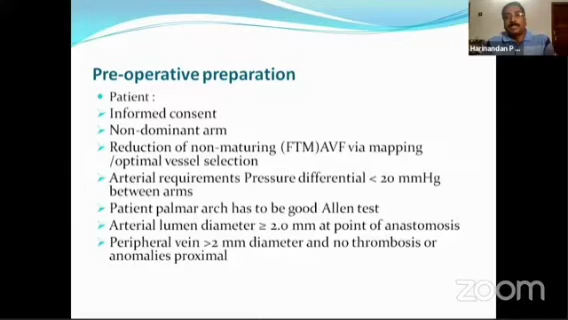 Pre-operative preparation
Patient :
Informed consent
Non-dominant arm
Reduction of non-maturing (FTM)AVF via mapping
/optimal vessel selection
Arterial requirements Pressure differential < 20 mmHg
between arms
Patient palmar arch has to be good Allen test
Arterial lumen diameter ≥ 2.0 mm at point of anastomosis
Peripheral vein >2 mm diameter and no thrombosis or
anomalies proximal
Harinandan P ...
zoom